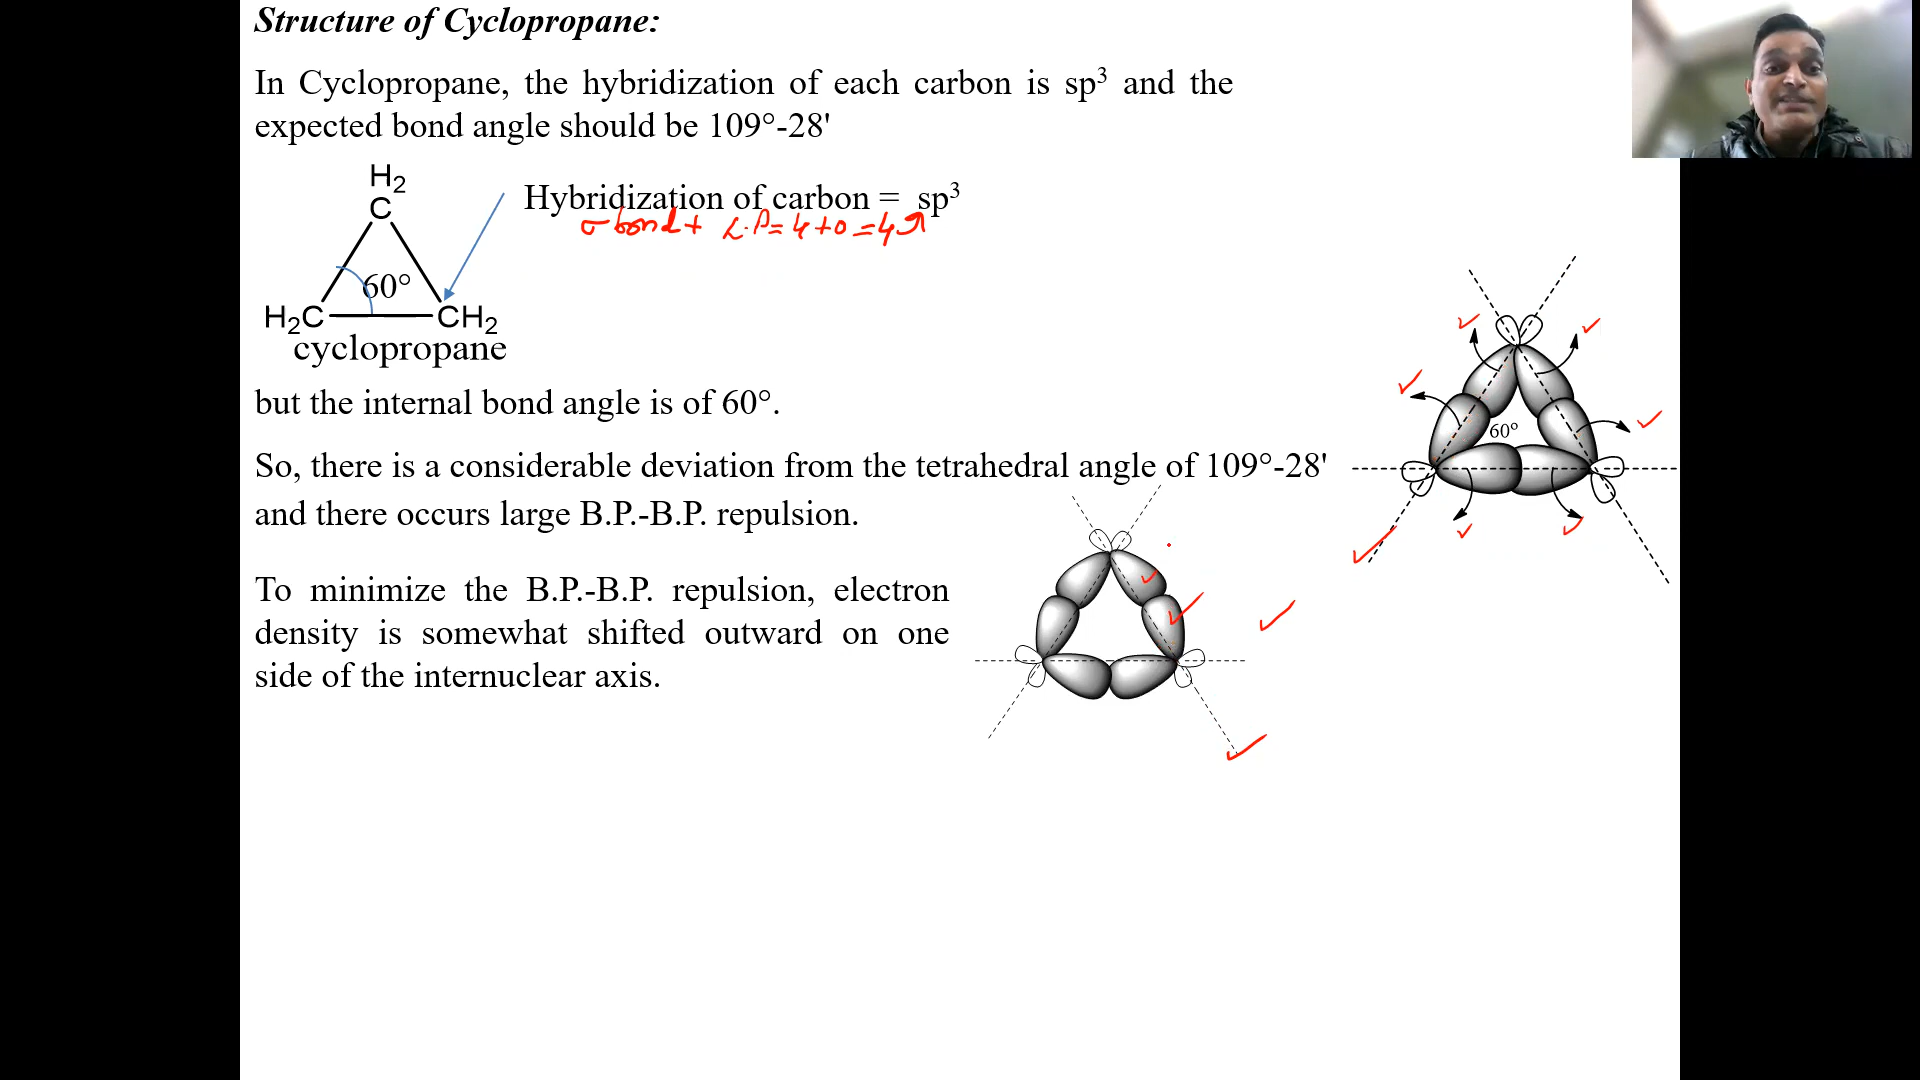 Structure of Cyclopropane:
In Cyclopropane, the hybridization of each carbon is sp³ and the
expected bond angle should be 109°-28'
H₂
C
Hybridization of carbon = sp³
σ bond + L.P = 4+0 = 4
60°
H₂C
CH₂
cyclopropane
but the internal bond angle is of 60°.
60°
So, there is a considerable deviation from the tetrahedral angle of 109°-28'
and there occurs large B.P.-B.P. repulsion.
To minimize the B.P.-B.P. repulsion, electron
density is somewhat shifted outward on one
side of the internuclear axis.